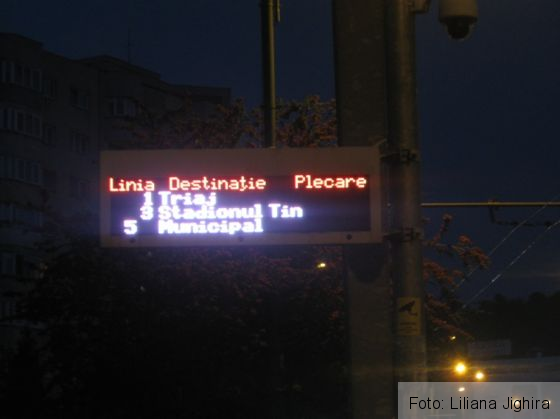 Linia Destinaţie Plecare
1 Triaj
3 Stadionul Tin
5 Municipal
Foto: Liliana Jighira